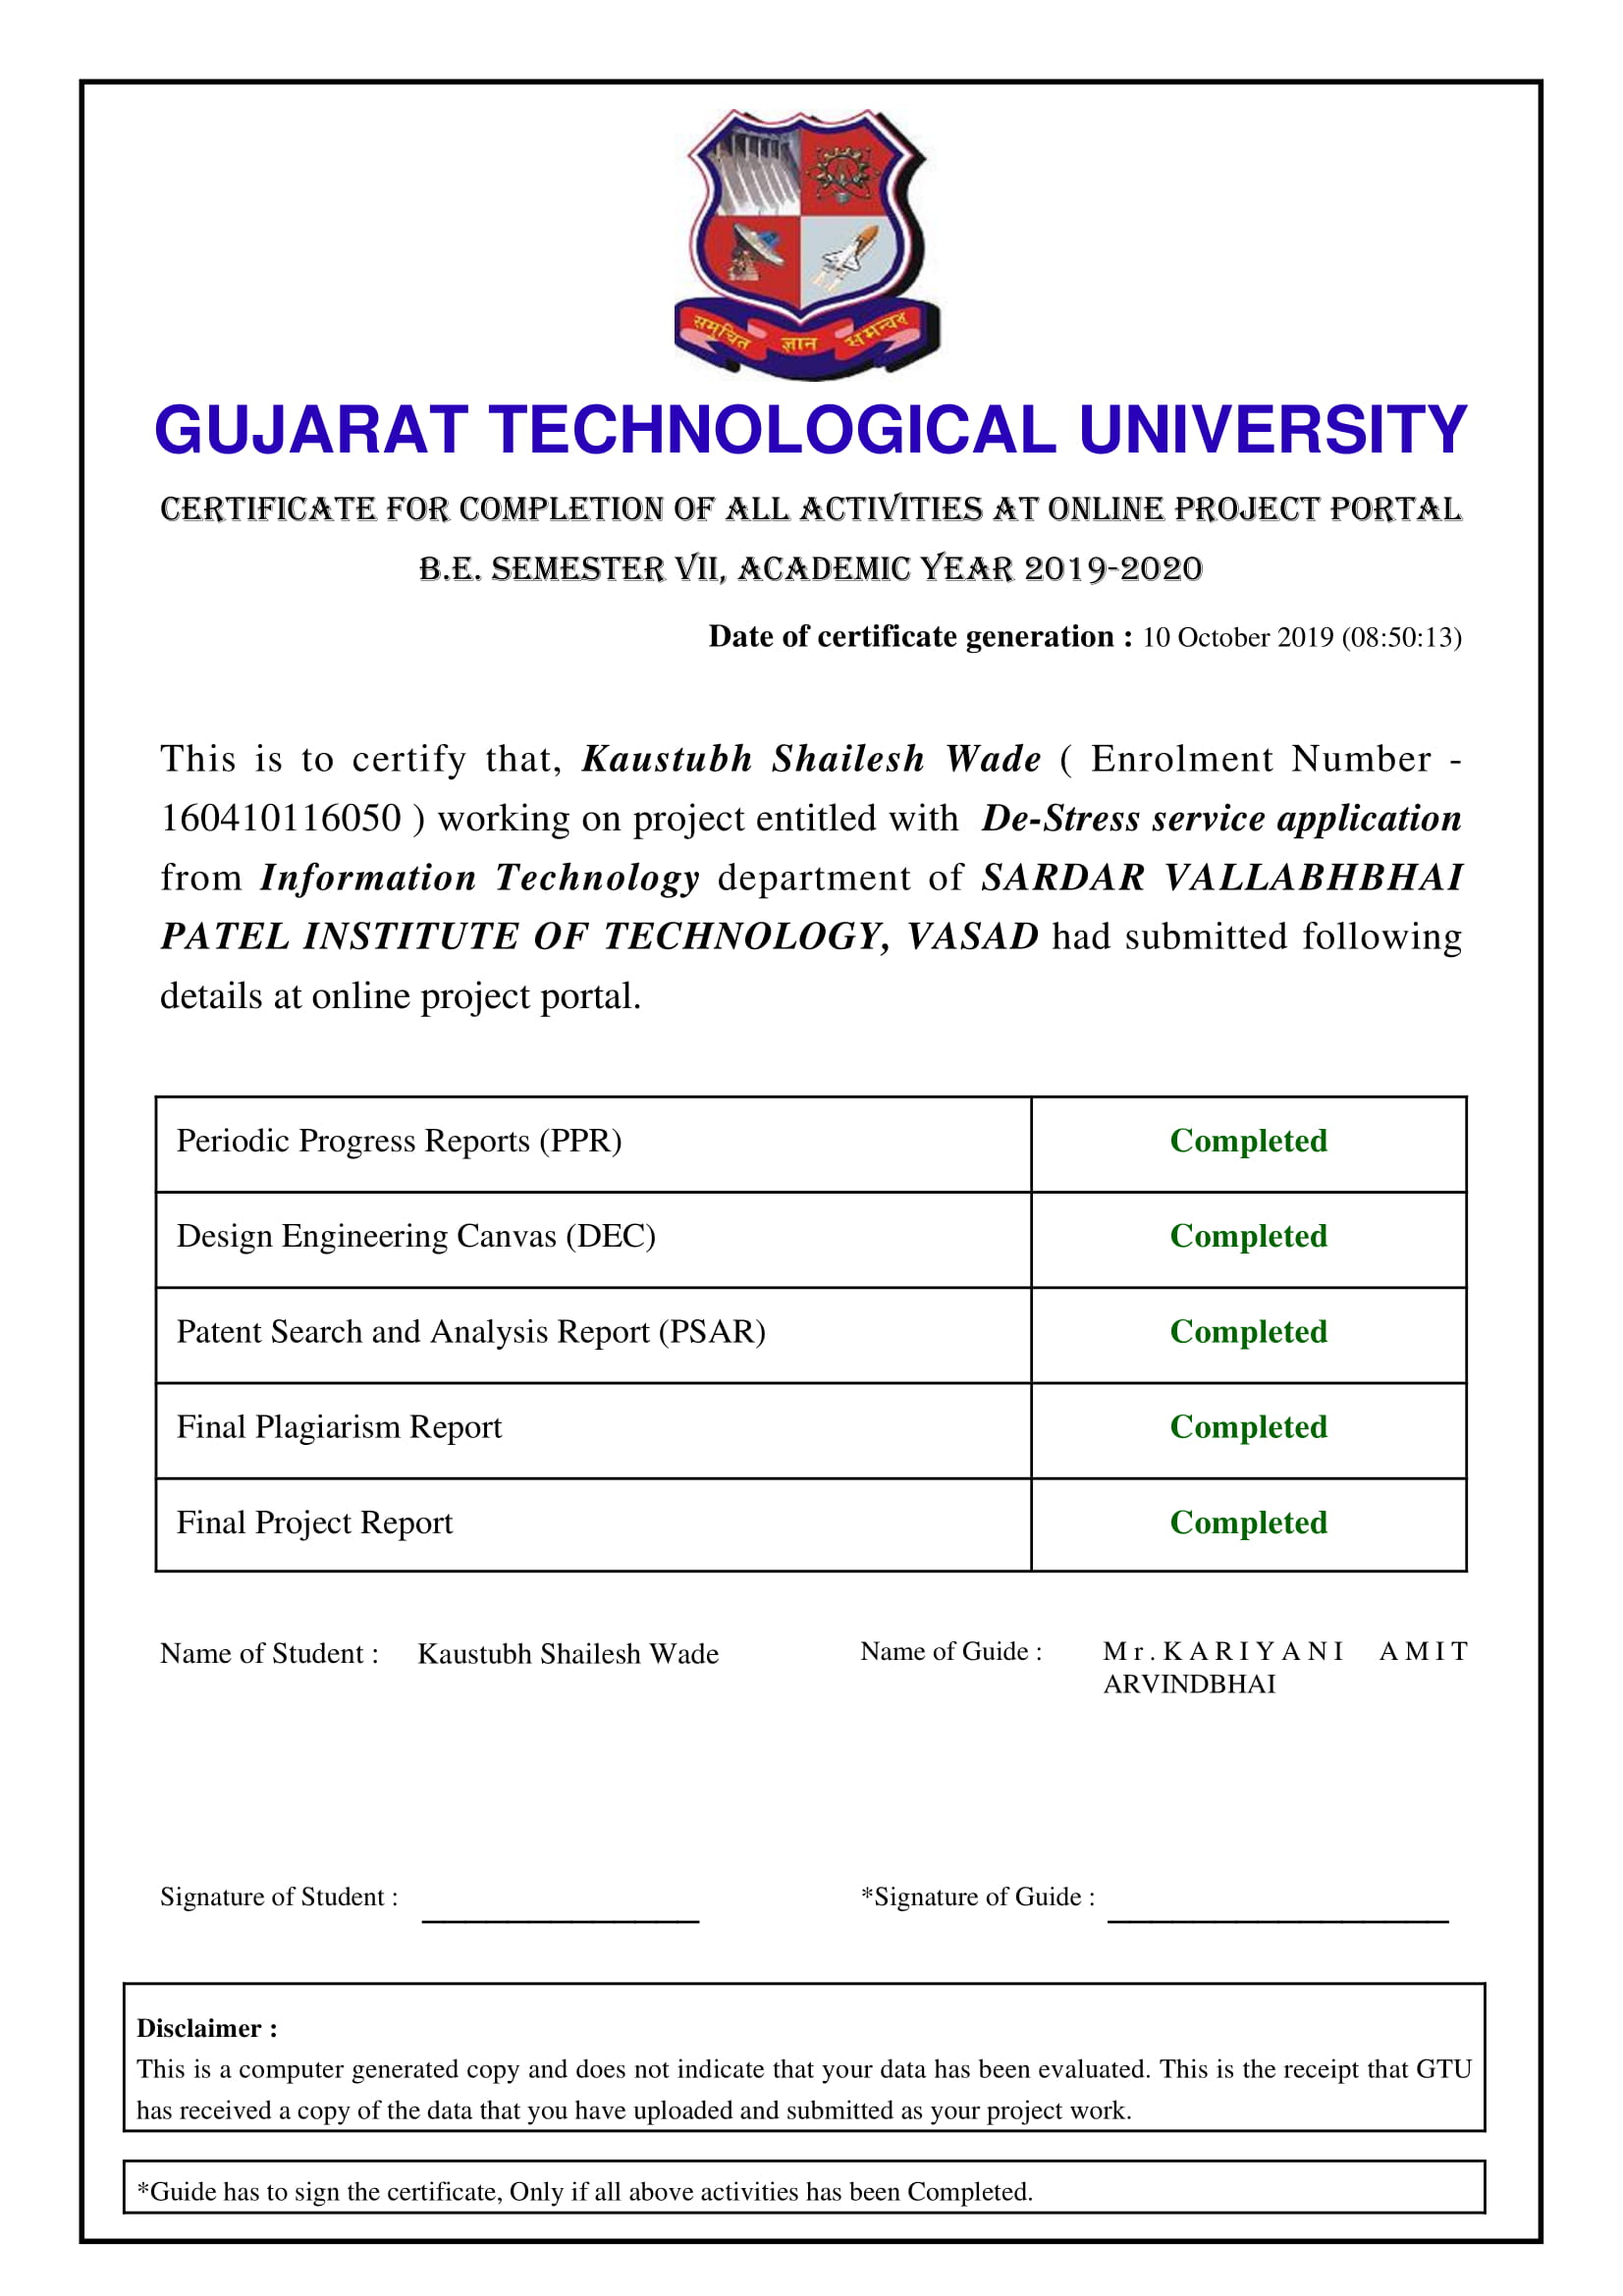 समुचित ज्ञान समन्वय
GUJARAT TECHNOLOGICAL UNIVERSITY
CERTIFICATE FOR COMPLETION OF ALL ACTIVITIES AT ONLINE PROJECT PORTAL
B.E. SEMESTER VII, ACADEMIC YEAR 2019-2020
Date of certificate generation : 10 October 2019 (08:50:13)
This is to certify that, Kaustubh Shailesh Wade ( Enrolment Number -
160410116050 ) working on project entitled with De-Stress service application
from Information Technology department of SARDAR VALLABHBHAI
PATEL INSTITUTE OF TECHNOLOGY, VASAD had submitted following
details at online project portal.
Periodic Progress Reports (PPR) Completed
Design Engineering Canvas (DEC) Completed
Patent Search and Analysis Report (PSAR) Completed
Final Plagiarism Report Completed
Final Project Report Completed
Name of Student : Kaustubh Shailesh Wade Name of Guide : Mr.KARIYANI AMIT
ARVINDBHAI
Signature of Student : *Signature of Guide :
Disclaimer :
This is a computer generated copy and does not indicate that your data has been evaluated. This is the receipt that GTU
has received a copy of the data that you have uploaded and submitted as your project work.
*Guide has to sign the certificate, Only if all above activities has been Completed.